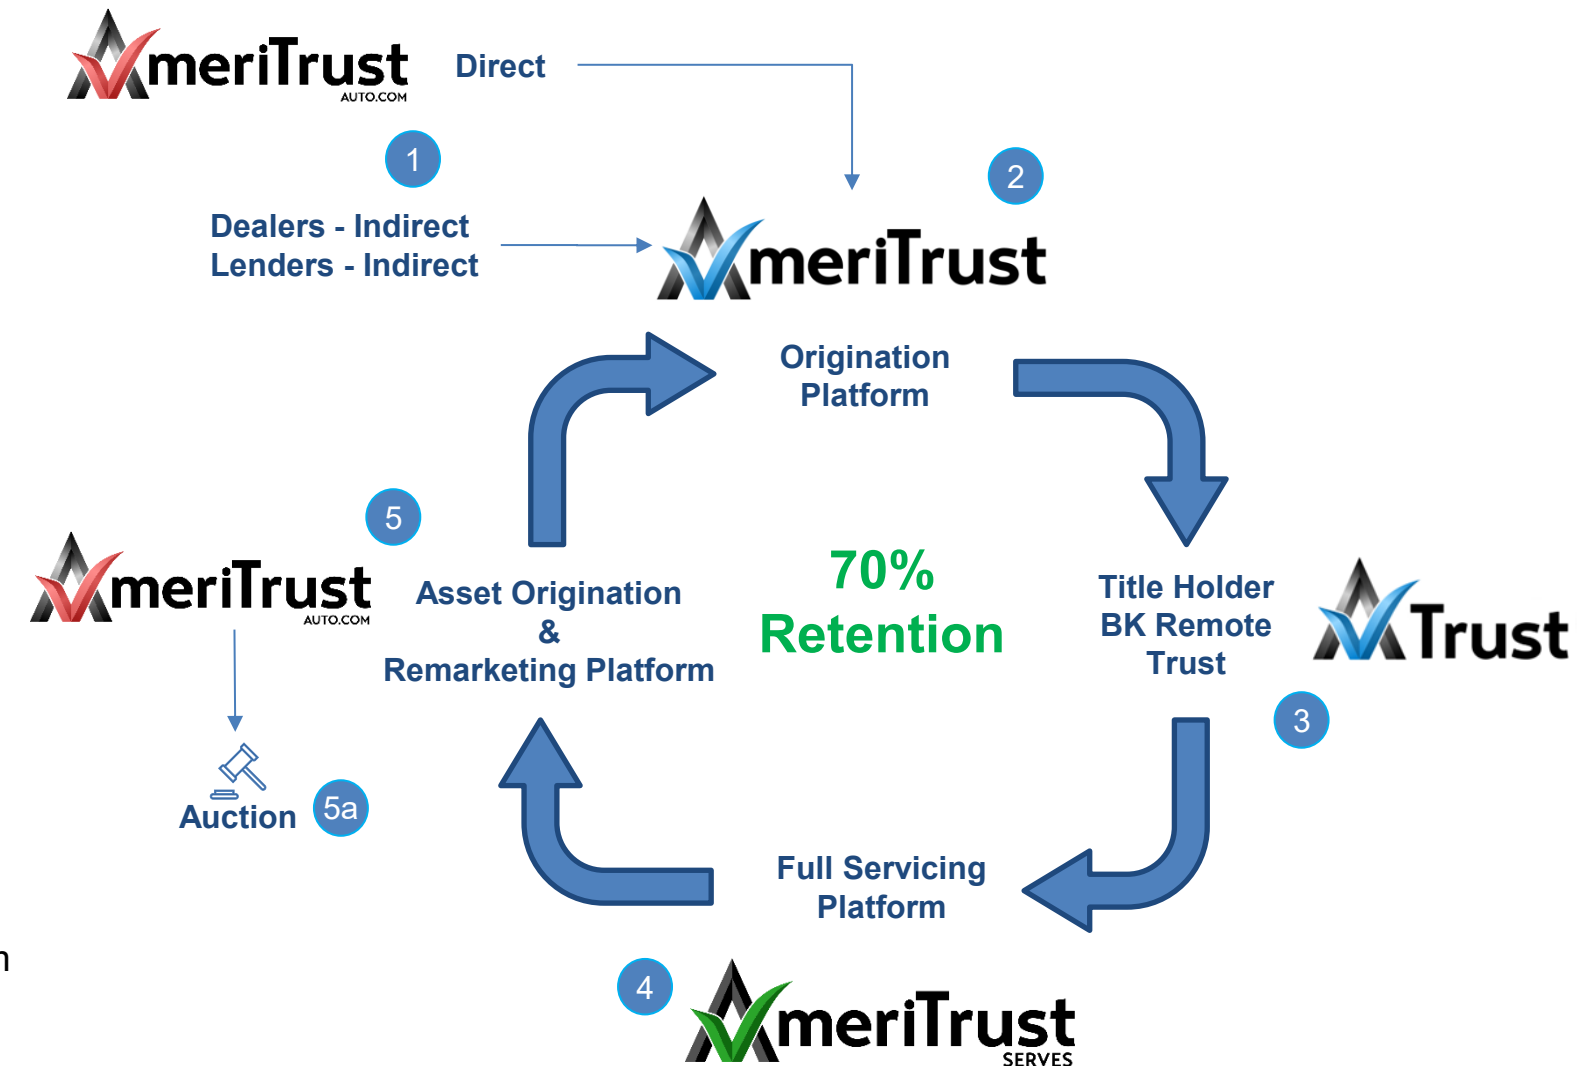 AmeriTrust
AUTO.COM
Direct
1
2
Dealers - Indirect
Lenders - Indirect
AmeriTrust
Origination
Platform
5
AmeriTrust
AUTO.COM
Asset Origination
&
Remarketing Platform
70%
Retention
Title Holder
BK Remote
Trust
ATrust
3
Auction
5a
Full Servicing
Platform
n
4
AmeriTrust
SERVES